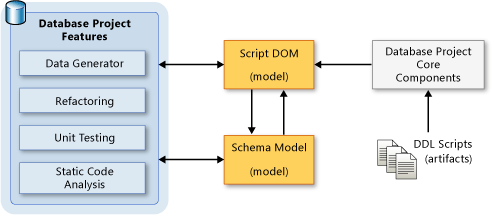 Database Project
Features
Data Generator
Refactoring
Unit Testing
Static Code
Analysis
Script DOM
(model)
Schema Model
(model)
Database Project
Core
Components
DDL Scripts
(artifacts)